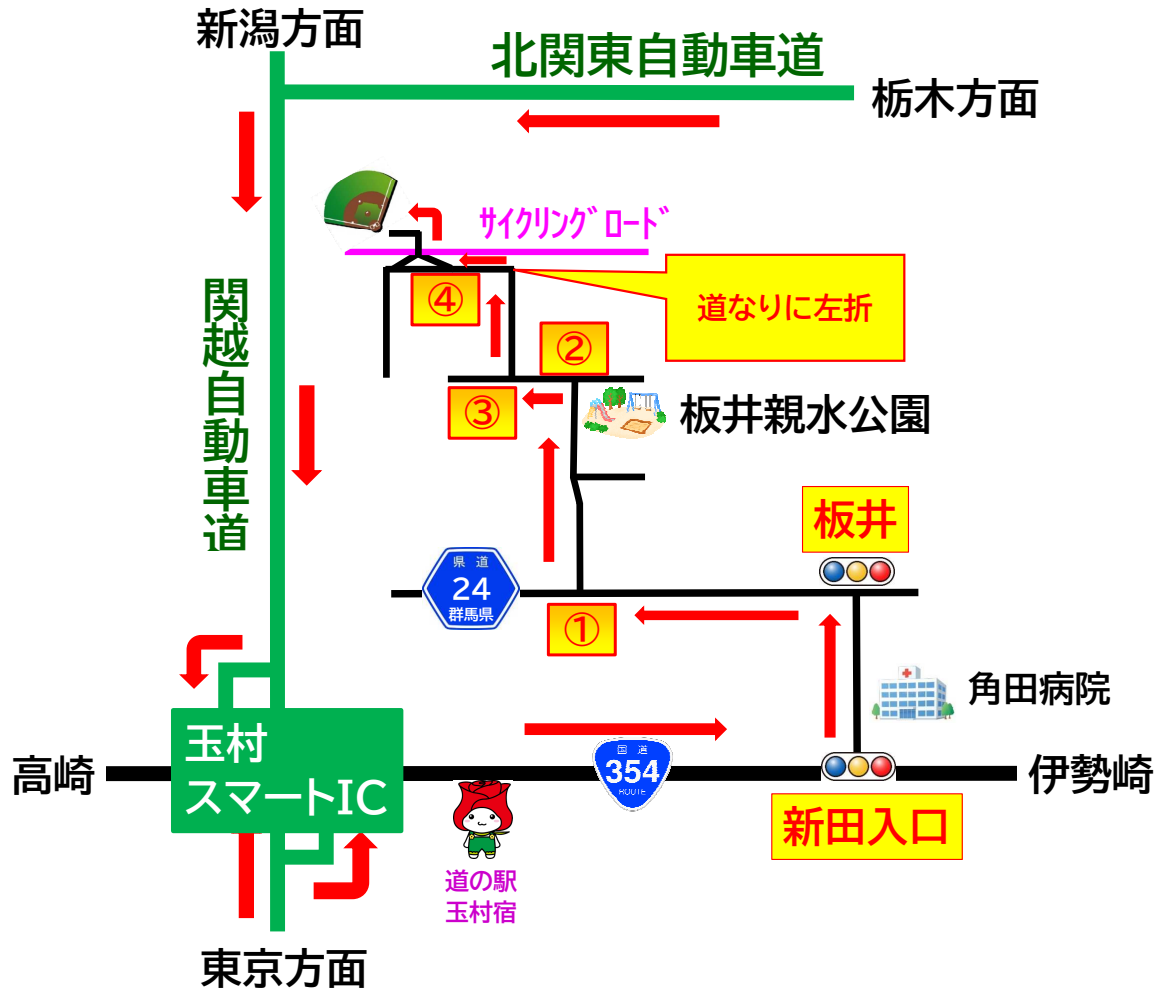 新潟方面
北関東自動車道
栃木方面
サイクリングロード
関越自動車道
④
道なりに左折
②
③
板井親水公園
板井
県道
24
群馬県
①
角田病院
玉村
スマートIC
高崎
国道
354
ROUTE
伊勢崎
新田入口
道の駅
玉村宿
東京方面